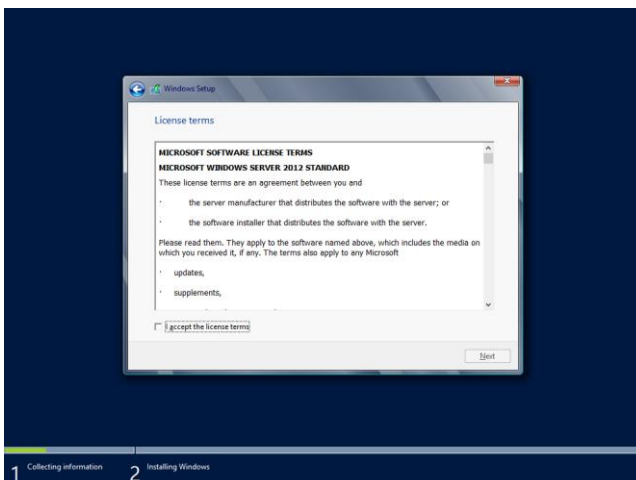 Windows Setup
License terms
MICROSOFT SOFTWARE LICENSE TERMS
MICROSOFT WINDOWS SERVER 2012 STANDARD
These license terms are an agreement between you and
· the server manufacturer that distributes the software with the server; or
· the software installer that distributes the software with the server.
Please read them. They apply to the software named above, which includes the media on
which you received it, if any. The terms also apply to any Microsoft
· updates,
· supplements,
I accept the license terms
Next
1 Collecting information 2 Installing Windows